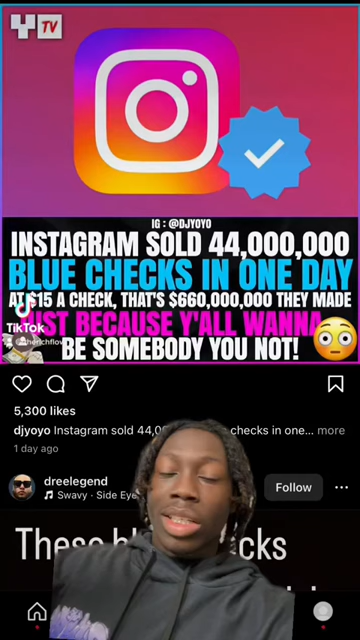 YO TV
IG : @DJYOYO
INSTAGRAM SOLD 44,000,000
BLUE CHECKS IN ONE DAY
AT $15 A CHECK, THAT'S $660,000,000 THEY MADE
JUST BECAUSE Y'ALL WANNA
BE SOMEBODY YOU NOT!
TikTok
5,300 likes
djyoyo Instagram sold 44,0 checks in one... more
1 day ago
dreelegend
Swavy · Side Eye
Follow
These cks